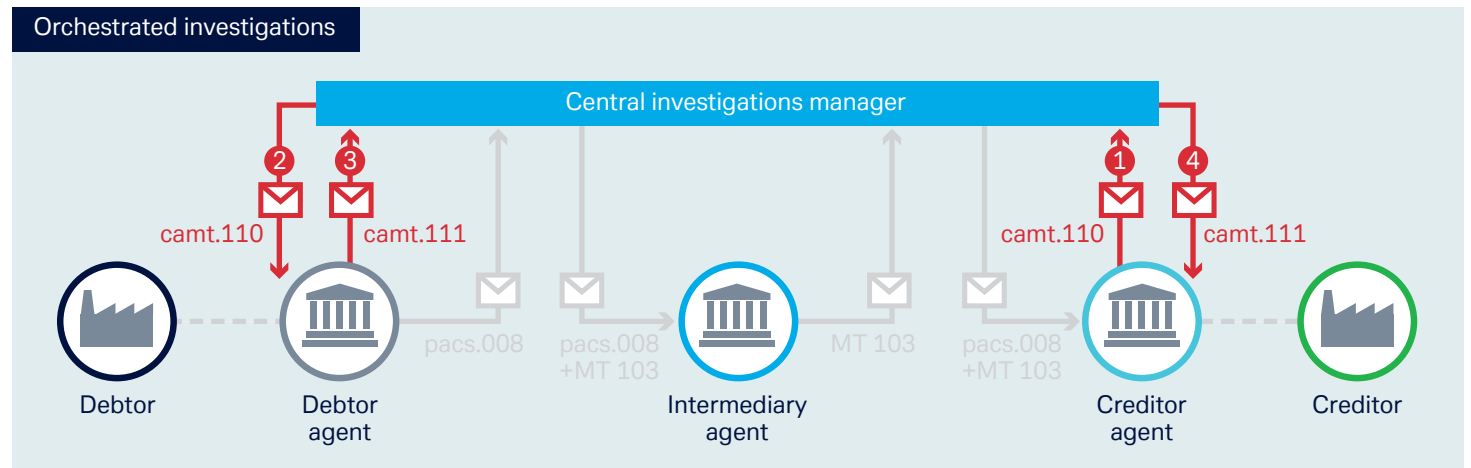 Orchestrated investigations
Central investigations manager
2
3
1
4
camt.110
camt.111
camt.110
camt.111
pacs.008
pacs.008
+MT 103
MT 103
pacs.008
+MT 103
Debtor
Debtor
agent
Intermediary
agent
Creditor
agent
Creditor